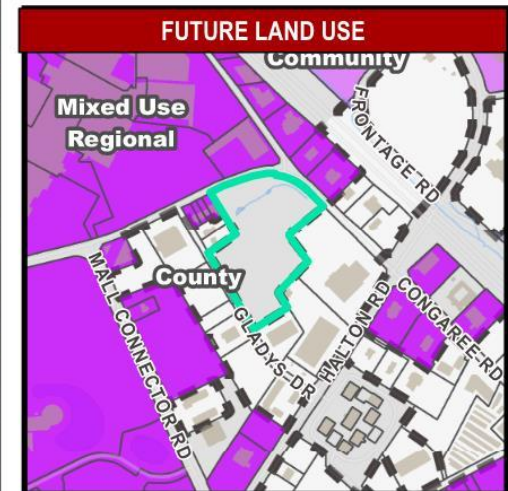 FUTURE LAND USE
Community
Mixed Use
Regional
FRONTAGE RD
County
MALL CONNECTOR RD
GLADYS DR
HALTON RD
CONGAREE RD